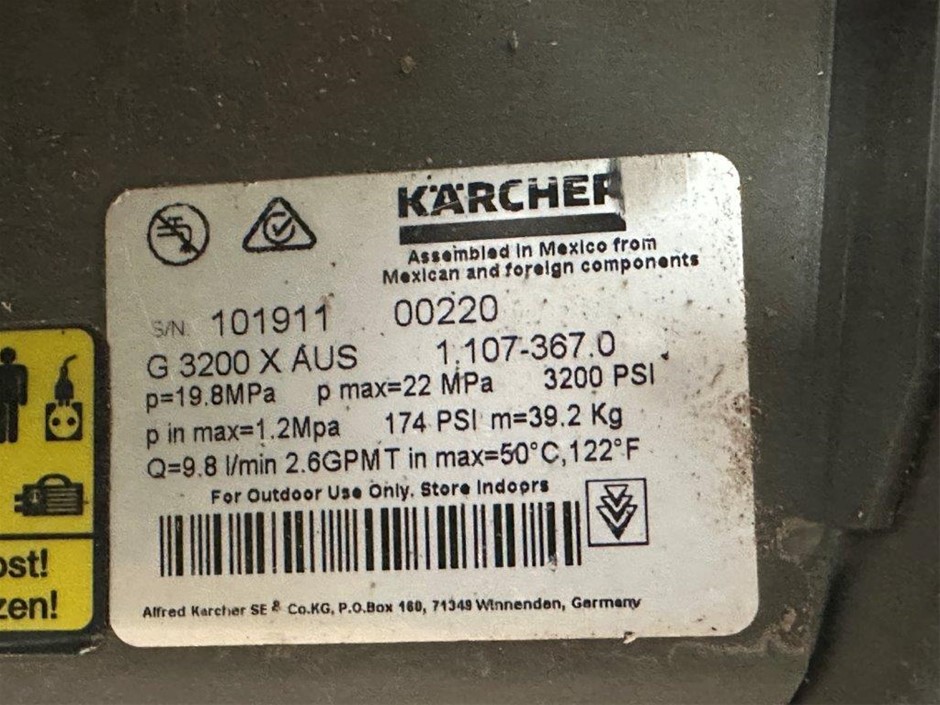 KÄRCHER
Assembled in Mexico from
Mexican and foreign components
S/N 101911 00220
G 3200 X AUS 1.107-367.0
p=19.8MPa p max=22 MPa 3200 PSI
p in max=1.2Mpa 174 PSI m=39.2 Kg
Q=9.8 l/min 2.6GPMT in max=50°C,122°F
For Outdoor Use Only. Store Indoors
Alfred Karcher SE & Co.KG, P.O.Box 160, 71349 Winnenden, Germany
ost!
zen!